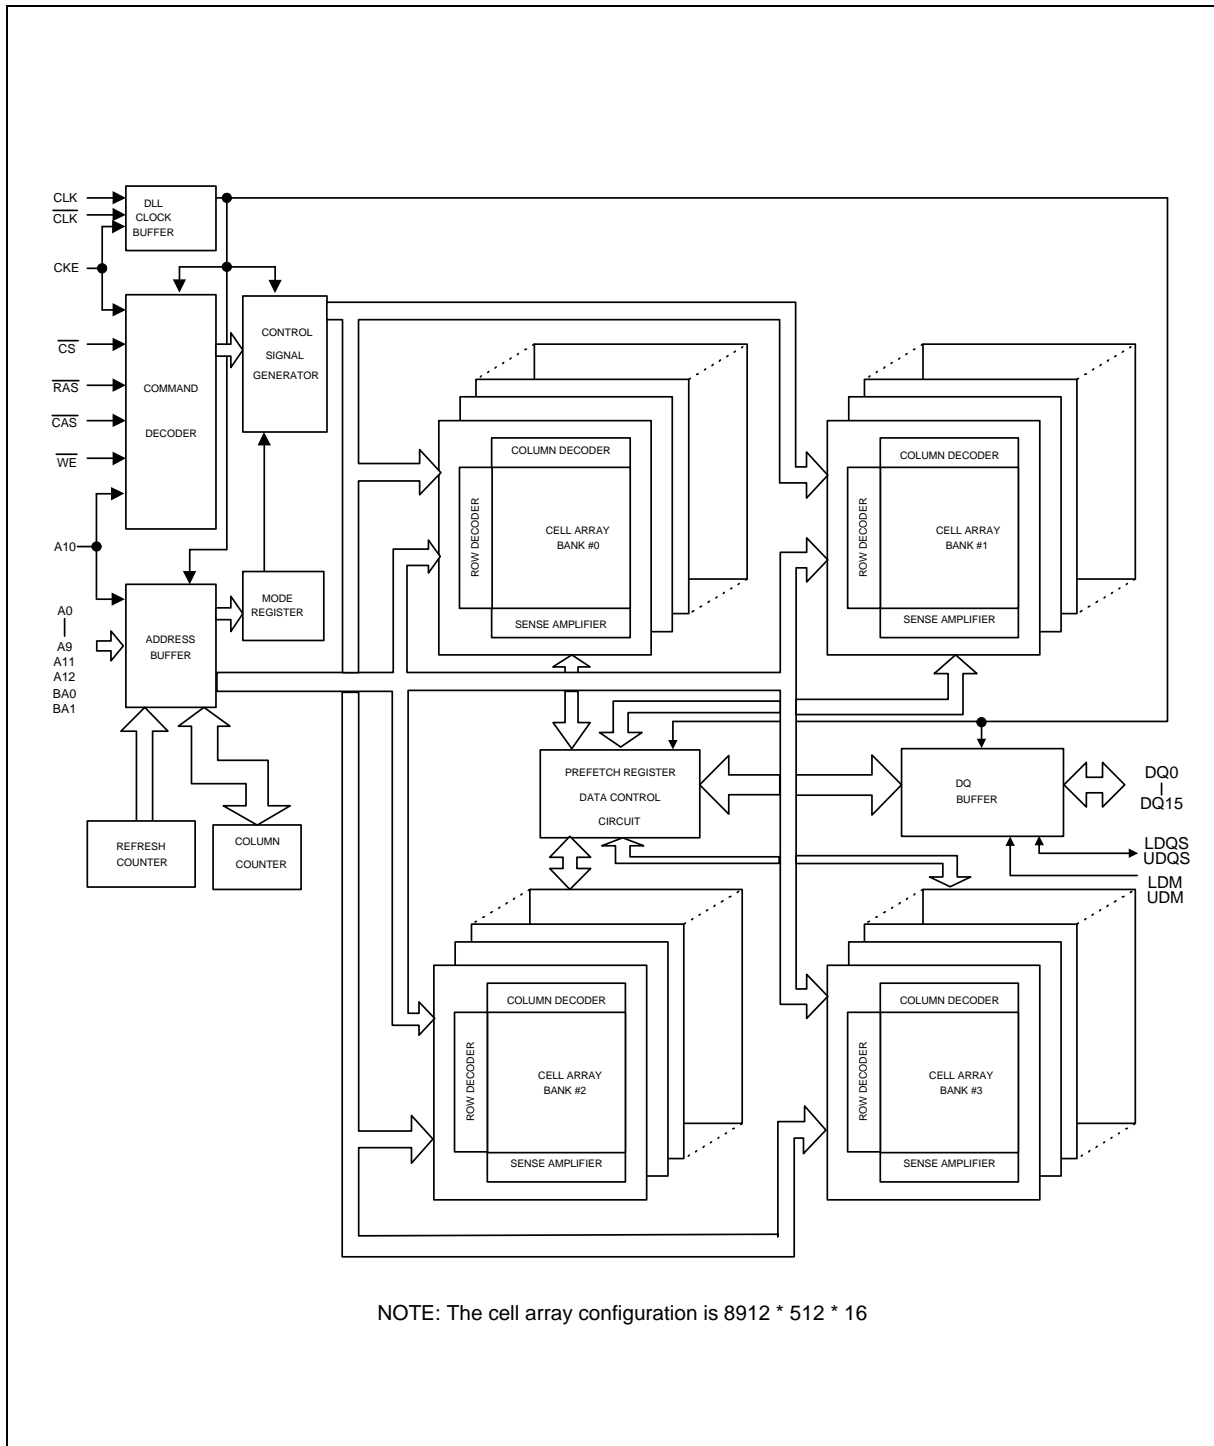 CLK
CLK
CKE
CS
RAS
CAS
WE
A10
A0
A9
A11
A12
BA0
BA1
DLL
CLOCK
BUFFER
COMMAND
DECODER
CONTROL
SIGNAL
GENERATOR
MODE
REGISTER
ADDRESS
BUFFER
REFRESH
COUNTER
COLUMN
COUNTER
COLUMN DECODER
ROW DECODER
CELL ARRAY
BANK #0
SENSE AMPLIFIER
COLUMN DECODER
ROW DECODER
CELL ARRAY
BANK #1
SENSE AMPLIFIER
PREFETCH REGISTER
DATA CONTROL
CIRCUIT
DQ
BUFFER
DQ0
DQ15
LDQS
UDQS
LDM
UDM
COLUMN DECODER
ROW DECODER
CELL ARRAY
BANK #2
SENSE AMPLIFIER
COLUMN DECODER
ROW DECODER
CELL ARRAY
BANK #3
SENSE AMPLIFIER
NOTE: The cell array configuration is 8912 * 512 * 16